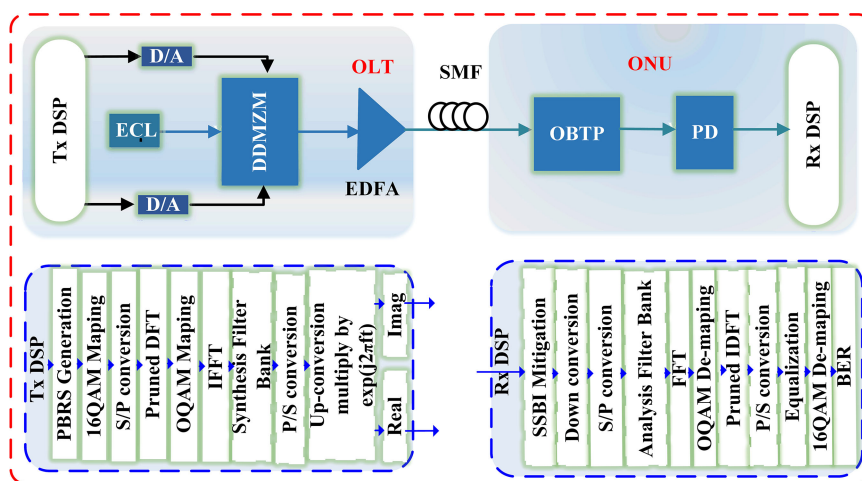 D/A
OLT
SMF
ONU
Tx DSP
ECL
DDMZM
EDFA
OBTP
PD
Rx DSP
D/A
Tx DSP
PBRS Generation
16QAM Maping
S/P conversion
Pruned DFT
OQAM Maping
IFFT
Synthesis Filter
Bank
P/S conversion
Up-conversion
multiply by
exp(j2πft)
Imag
Real
Rx DSP
SSBI Mitigation
Down conversion
S/P conversion
Analysis Filter Bank
FFT
OQAM De-maping
Pruned IDFT
P/S conversion
Equalization
16QAM De-maping
BER